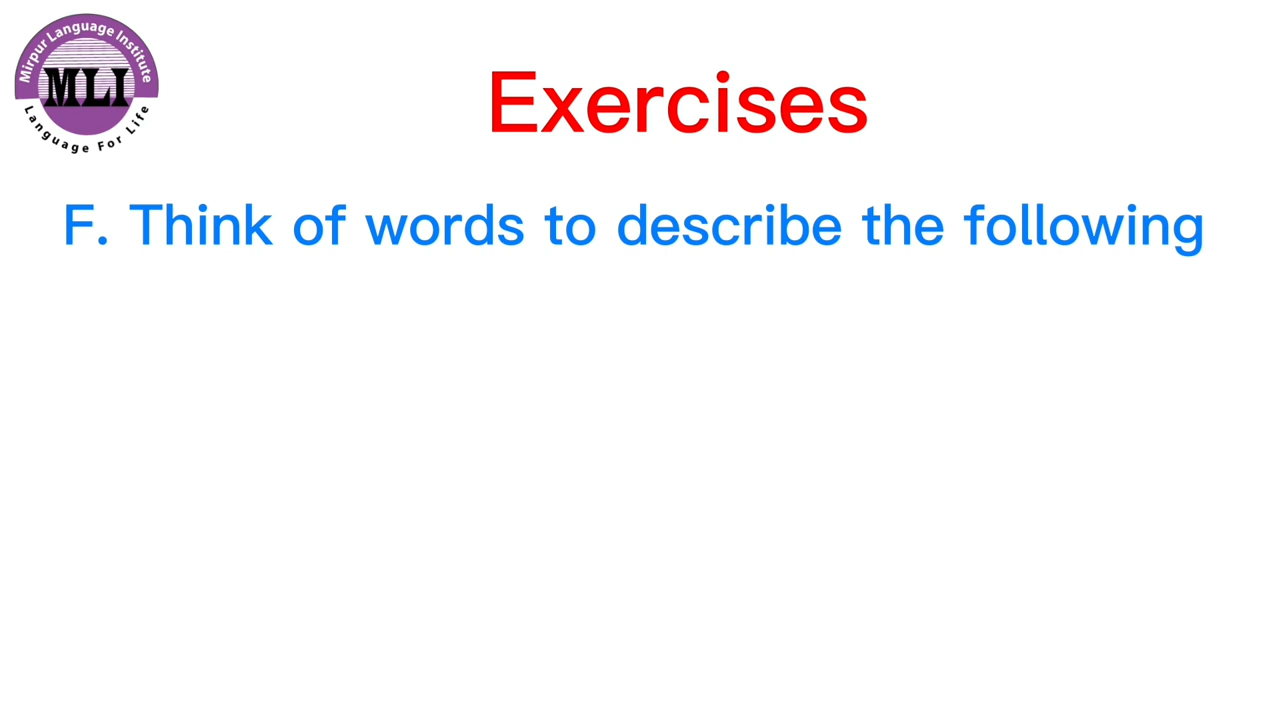 Mirpur Language Institute
MLI
Language For Life
Exercises
F. Think of words to describe the following